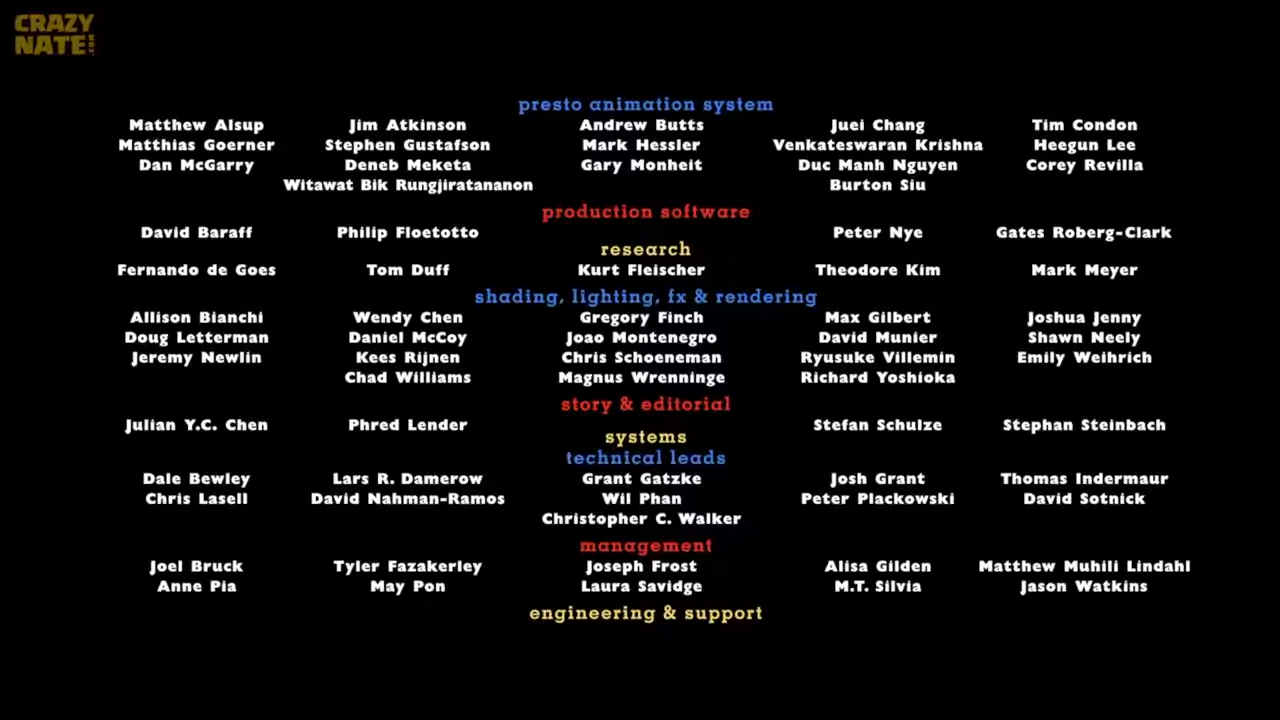 CRAZY
NATE.com
presto animation system
Matthew Alsup Jim Atkinson Andrew Butts Juei Chang Tim Condon
Matthias Goerner Stephen Gustafson Mark Hessler Venkateswaran Krishna Heegun Lee
Dan McGarry Deneb Meketa Gary Monheit Duc Manh Nguyen Corey Revilla
Witawat Bik Rungjiratananon Burton Siu
production software
David Baraff Philip Floetotto Peter Nye Gates Roberg-Clark
research
Fernando de Goes Tom Duff Kurt Fleischer Theodore Kim Mark Meyer
shading, lighting, fx & rendering
Allison Bianchi Wendy Chen Gregory Finch Max Gilbert Joshua Jenny
Doug Letterman Daniel McCoy Joao Montenegro David Munier Shawn Neely
Jeremy Newlin Kees Rijnen Chris Schoeneman Ryusuke Villemin Emily Weihrich
Chad Williams Magnus Wrenninge Richard Yoshioka
story & editorial
Julian Y.C. Chen Phred Lender Stefan Schulze Stephan Steinbach
systems
technical leads
Dale Bewley Lars R. Damerow Grant Gatzke Josh Grant Thomas Indermaur
Chris Lasell David Nahman-Ramos Wil Phan Peter Plackowski David Sotnick
Christopher C. Walker
management
Joel Bruck Tyler Fazakerley Joseph Frost Alisa Gilden Matthew Muhili Lindahl
Anne Pia May Pon Laura Savidge M.T. Silvia Jason Watkins
engineering & support